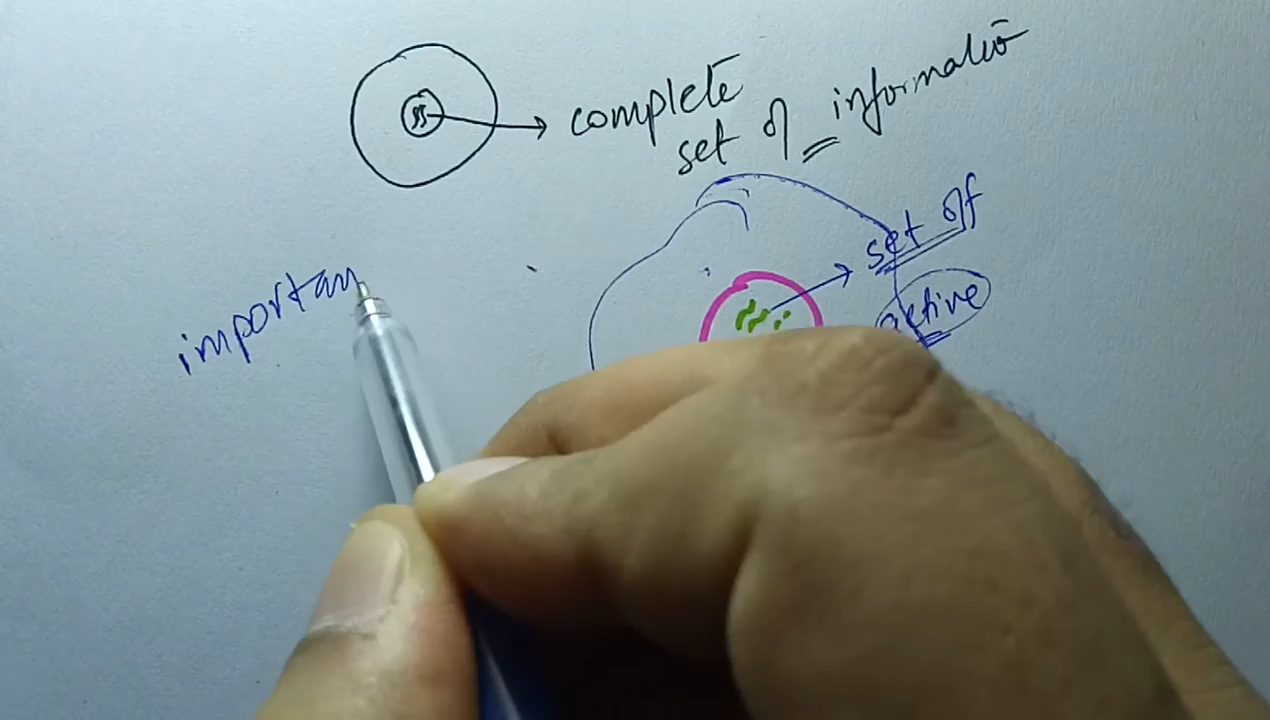 complete
set of informatio
set of
active
importan